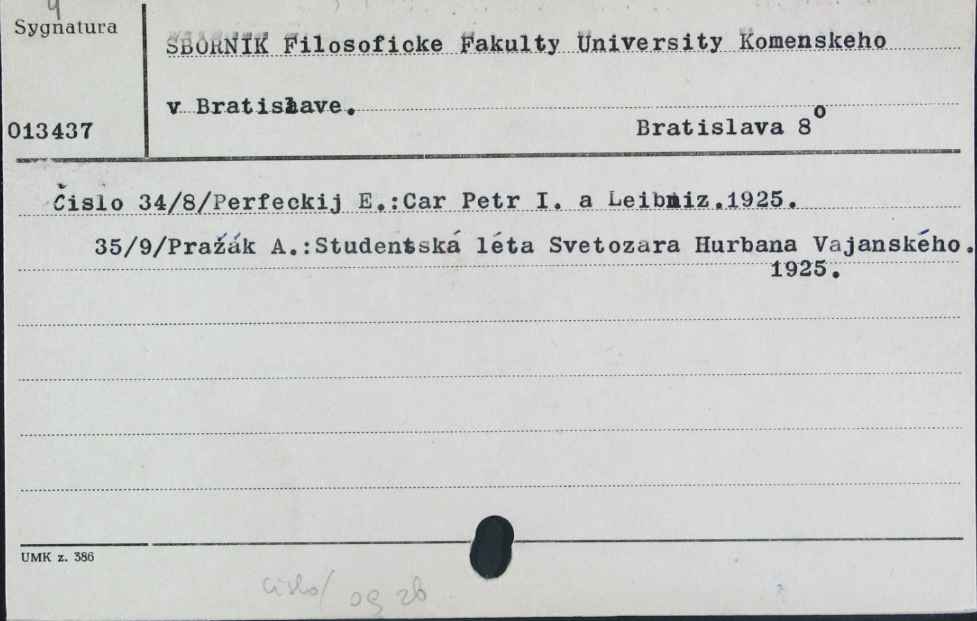 Sygnatura
SBORNIK Filosoficke Fakulty University Komenskeho
v Bratislave.
013437
Bratislava 8°
Čislo 34/8/Perfeckij E.:Car Petr I. a Leibniz.1925.
35/9/Pražák A.:Studentská léta Svetozara Hurbana Vajanského.
1925.
UMK z. 386